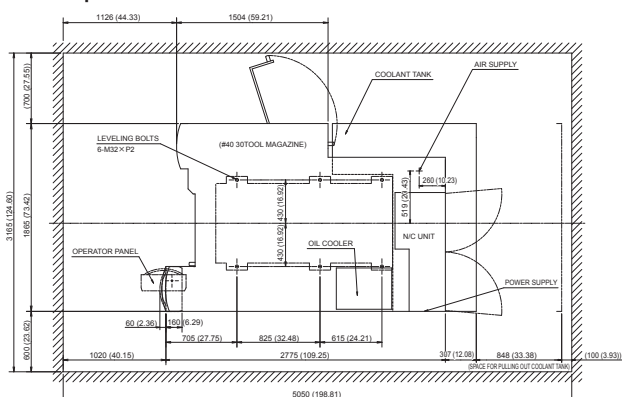 1126 (44.33)
1504 (59.21)
AIR SUPPLY
COOLANT TANK
(700 (27.55))
LEVELING BOLTS
6-M32×P2
(#40 30TOOL MAGAZINE)
260 (10.23)
519 (20.43)
430 (16.92)
430 (16.92)
3165 (124.60)
1865 (73.42)
N/C UNIT
OPERATOR PANEL
OIL COOLER
POWER SUPPLY
60 (2.36)
160 (6.29)
600 (23.62)
705 (27.75)
825 (32.48)
615 (24.21)
1020 (40.15)
2775 (109.25)
307 (12.08)
848 (33.38)
(100 (3.93))
(SPACE FOR PULLING OUT COOLANT TANK)
5050 (198.81)